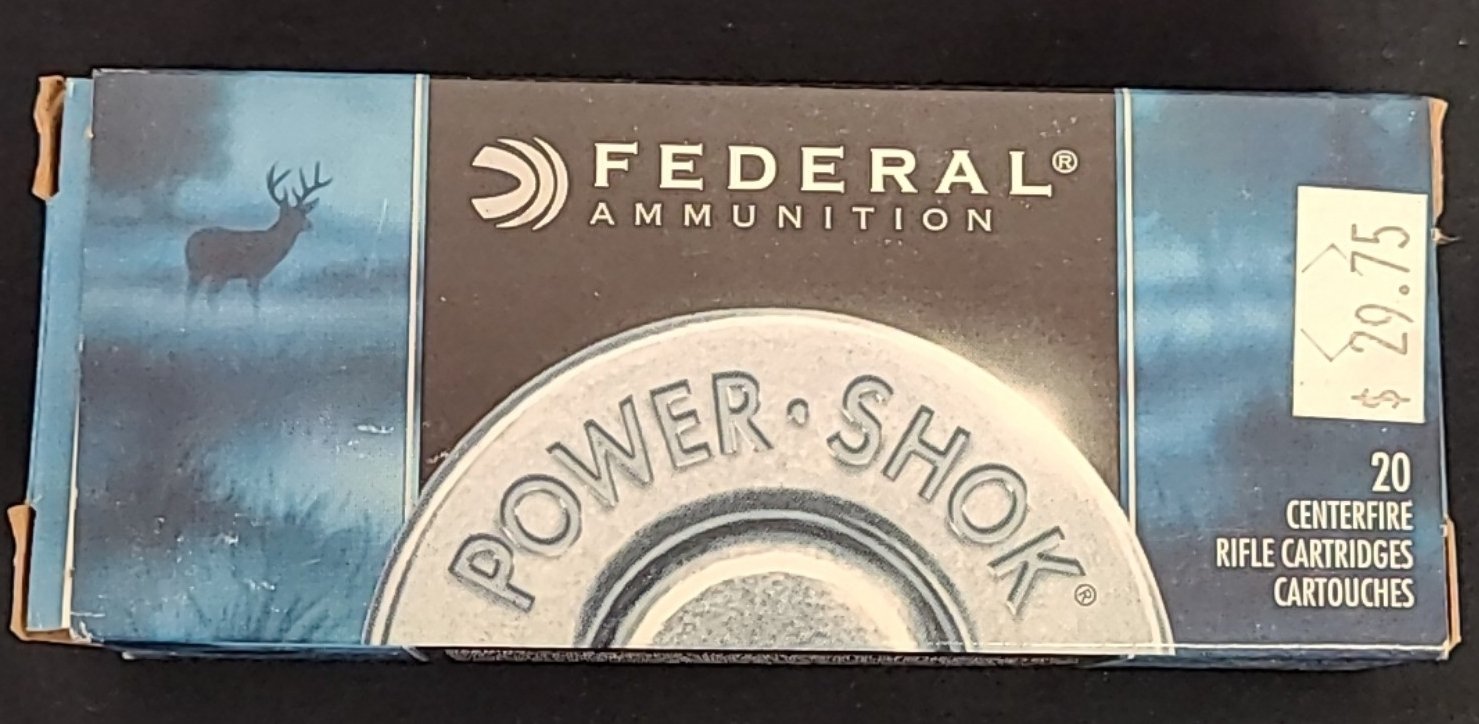 FEDERAL®
AMMUNITION
POWER·SHOK®
$ 29.75
20
CENTERFIRE
RIFLE CARTRIDGES
CARTOUCHES